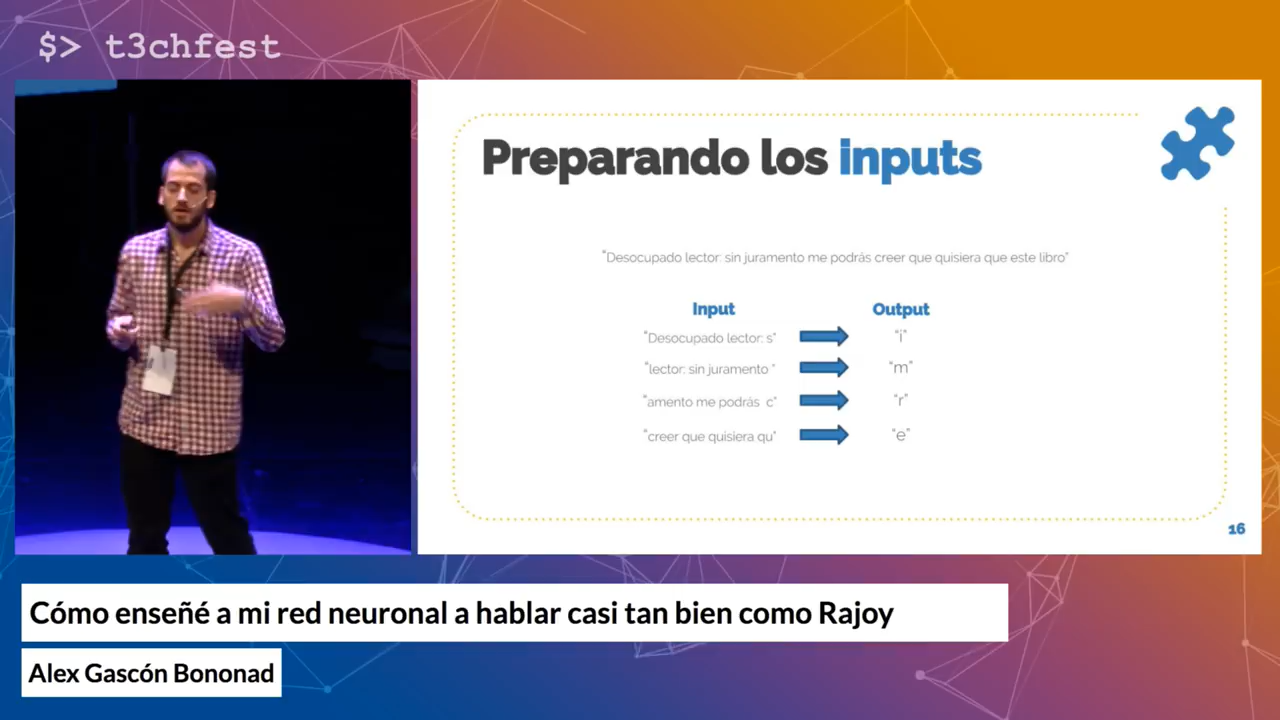 $> t3chfest
Preparando los inputs
"Desocupado lector: sin juramento me podrás creer que quisiera que este libro"
Input Output
"Desocupado lector: s" "i"
"lector: sin juramento " "m"
"amento me podrás  c" "r"
"creer que quisiera qu" "e"
16
Cómo enseñé a mi red neuronal a hablar casi tan bien como Rajoy
Alex Gascón Bononad